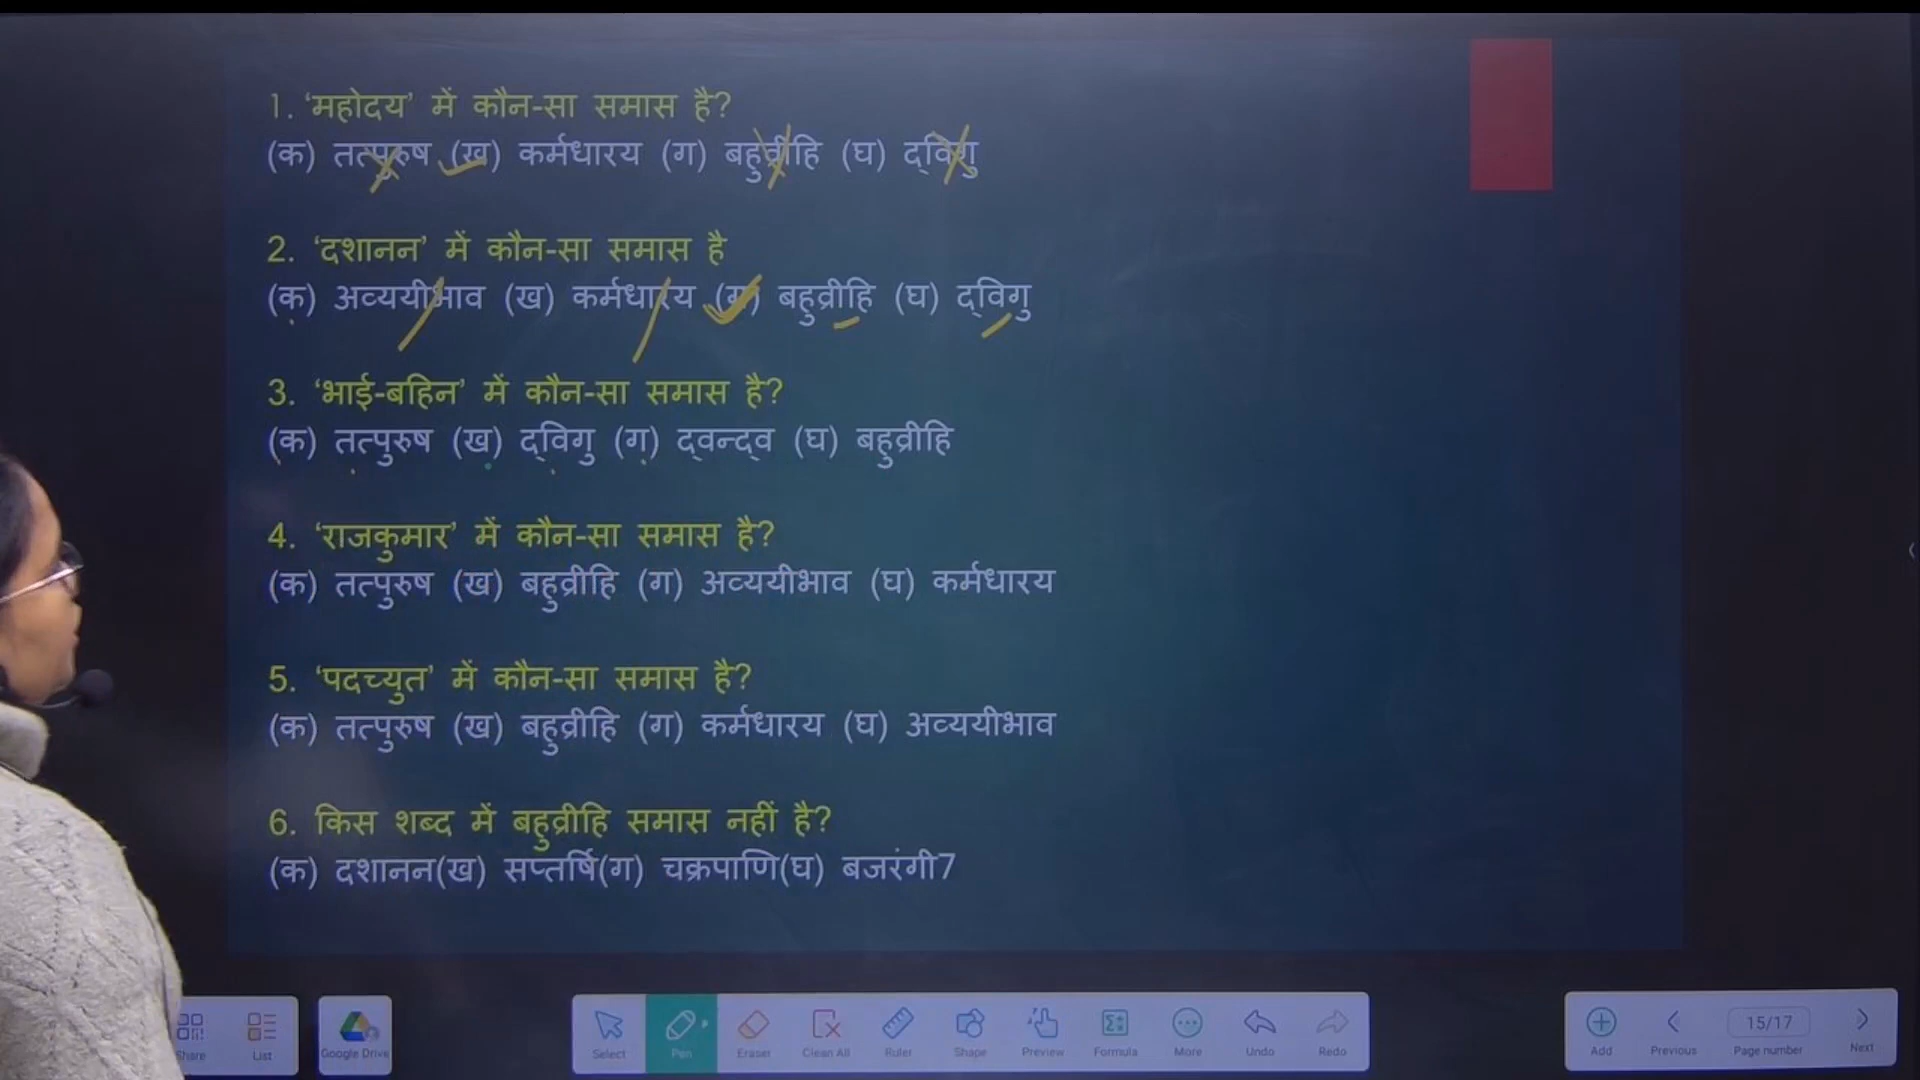 1. ‘महोदय’ में कौन-सा समास है?
(क) तत्पुरुष (ख) कर्मधारय (ग) बहुव्रीहि (घ) द्विगु
2. ‘दशानन’ में कौन-सा समास है
(क) अव्ययीभाव (ख) कर्मधारय (ग) बहुव्रीहि (घ) द्विगु
3. ‘भाई-बहिन’ में कौन-सा समास है?
(क) तत्पुरुष (ख) द्विगु (ग) द्वन्द्व (घ) बहुव्रीहि
4. ‘राजकुमार’ में कौन-सा समास है?
(क) तत्पुरुष (ख) बहुव्रीहि (ग) अव्ययीभाव (घ) कर्मधारय
5. ‘पदच्युत’ में कौन-सा समास है?
(क) तत्पुरुष (ख) बहुव्रीहि (ग) कर्मधारय (घ) अव्ययीभाव
6. किस शब्द में बहुव्रीहि समास नहीं है?
(क) दशानन(ख) सप्तर्षि(ग) चक्रपाणि(घ) बजरंगी7
Share List Google Drive Select Pen Eraser Clean All Ruler Shape Preview Formula More Undo Redo Add Previous 15/17 Page number Next